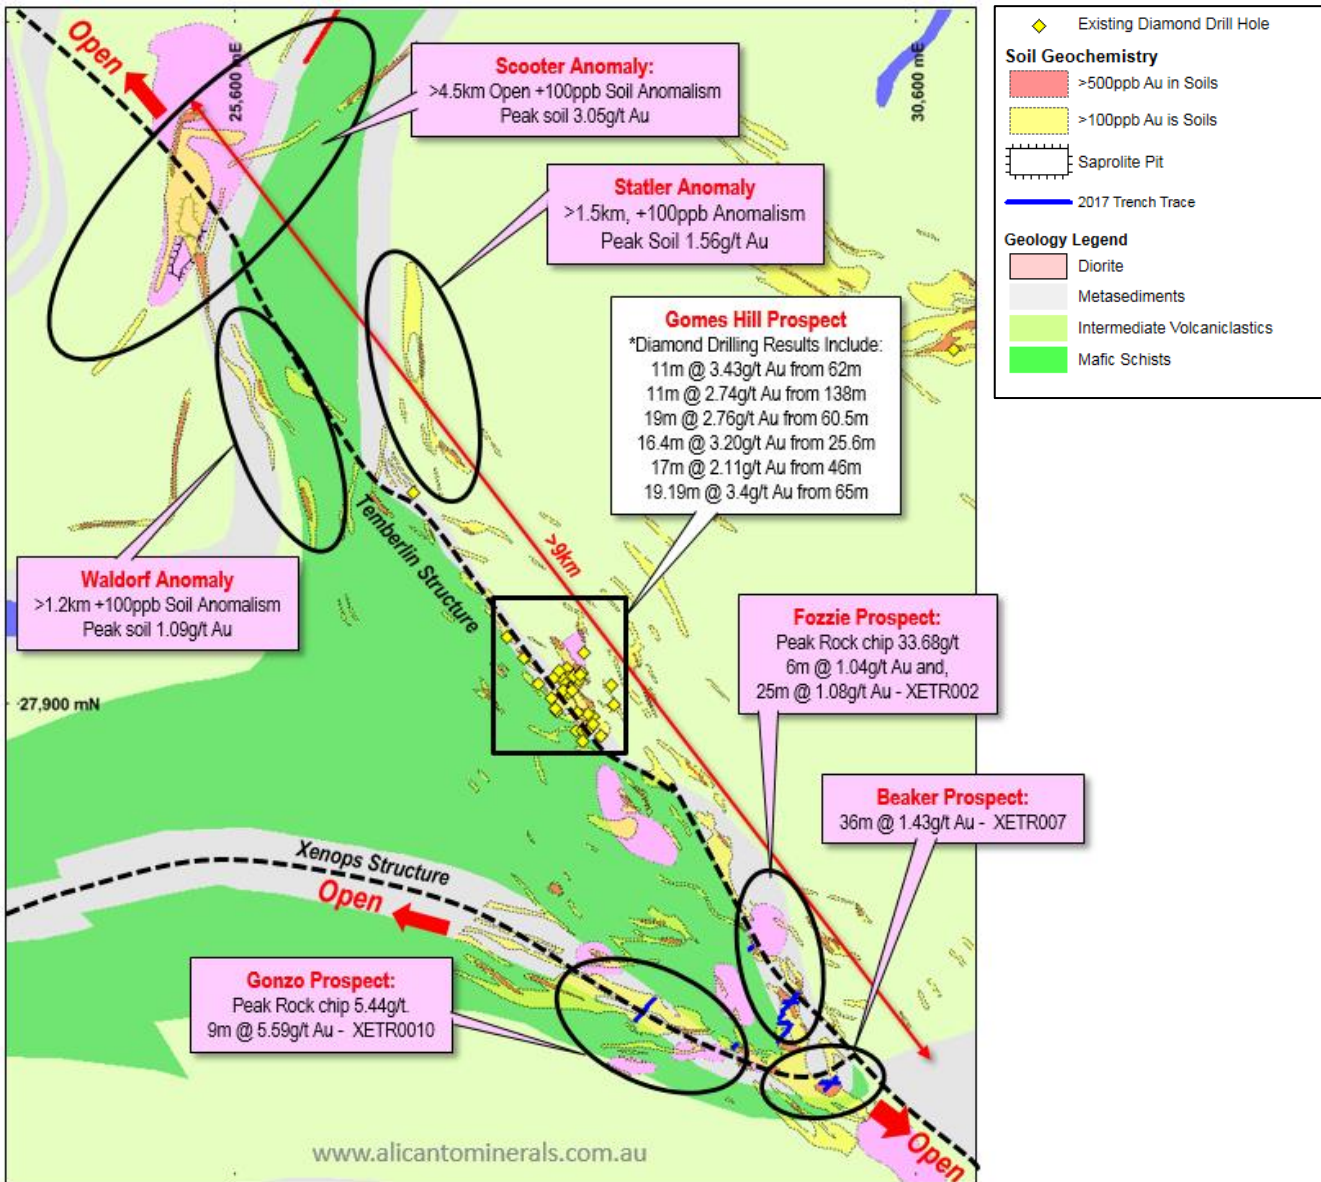 Open
25,600 mE
30,600 mE
Scooter Anomaly:
>4.5km Open +100ppb Soil Anomalism
Peak soil 3.05g/t Au
Statler Anomaly
>1.5km, +100ppb Anomalism
Peak Soil 1.56g/t Au
Gomes Hill Prospect
*Diamond Drilling Results Include:
11m @ 3.43g/t Au from 62m
11m @ 2.74g/t Au from 138m
19m @ 2.76g/t Au from 60.5m
16.4m @ 3.20g/t Au from 25.6m
17m @ 2.11g/t Au from 46m
19.19m @ 3.4g/t Au from 65m
Temberlin Structure
>9km
Waldorf Anomaly
>1.2km +100ppb Soil Anomalism
Peak soil 1.09g/t Au
27,900 mN
Fozzie Prospect:
Peak Rock chip 33.68g/t
6m @ 1.04g/t Au and,
25m @ 1.08g/t Au - XETR002
Beaker Prospect:
36m @ 1.43g/t Au - XETR007
Xenops Structure
Open
Gonzo Prospect:
Peak Rock chip 5.44g/t.
9m @ 5.59g/t Au - XETR0010
Open
www.alicantominerals.com.au
Existing Diamond Drill Hole
Soil Geochemistry
>500ppb Au in Soils
>100ppb Au is Soils
Saprolite Pit
2017 Trench Trace
Geology Legend
Diorite
Metasediments
Intermediate Volcaniclastics
Mafic Schists